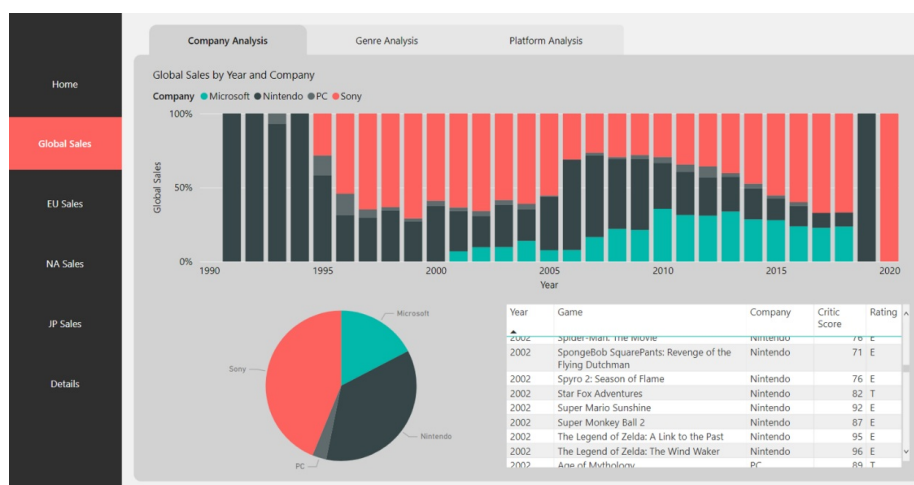 Company Analysis
Genre Analysis
Platform Analysis
Home
Global Sales
EU Sales
NA Sales
JP Sales
Details
Global Sales by Year and Company
Company Microsoft Nintendo PC Sony
Global Sales
100%
50%
0%
1990 1995 2000 2005 2010 2015 2020
Year
Microsoft
Sony
Nintendo
PC
Year Game Company Critic Score Rating
2002 Spider-Man: The Movie Nintendo 76 E
2002 SpongeBob SquarePants: Revenge of the Nintendo 71 E
Flying Dutchman
2002 Spyro 2: Season of Flame Nintendo 76 E
2002 Star Fox Adventures Nintendo 82 T
2002 Super Mario Sunshine Nintendo 92 E
2002 Super Monkey Ball 2 Nintendo 87 E
2002 The Legend of Zelda: A Link to the Past Nintendo 95 E
2002 The Legend of Zelda: The Wind Waker Nintendo 96 E
2002 Age of Mythology PC 89 T